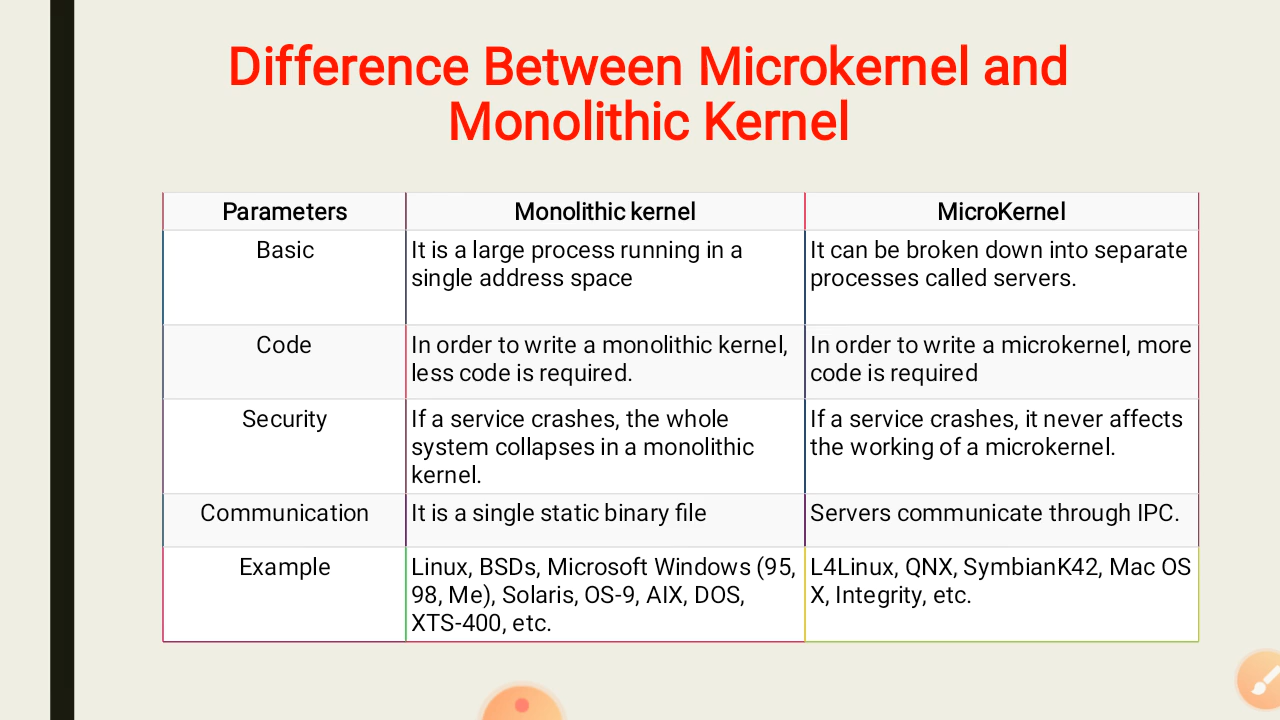 Difference Between Microkernel and
Monolithic Kernel
Parameters
Monolithic kernel
MicroKernel
Basic
It is a large process running in a
single address space
It can be broken down into separate
processes called servers.
Code
In order to write a monolithic kernel,
less code is required.
In order to write a microkernel, more
code is required
Security
If a service crashes, the whole
system collapses in a monolithic
kernel.
If a service crashes, it never affects
the working of a microkernel.
Communication
It is a single static binary file
Servers communicate through IPC.
Example
Linux, BSDs, Microsoft Windows (95,
98, Me), Solaris, OS-9, AIX, DOS,
XTS-400, etc.
L4Linux, QNX, SymbianK42, Mac OS
X, Integrity, etc.